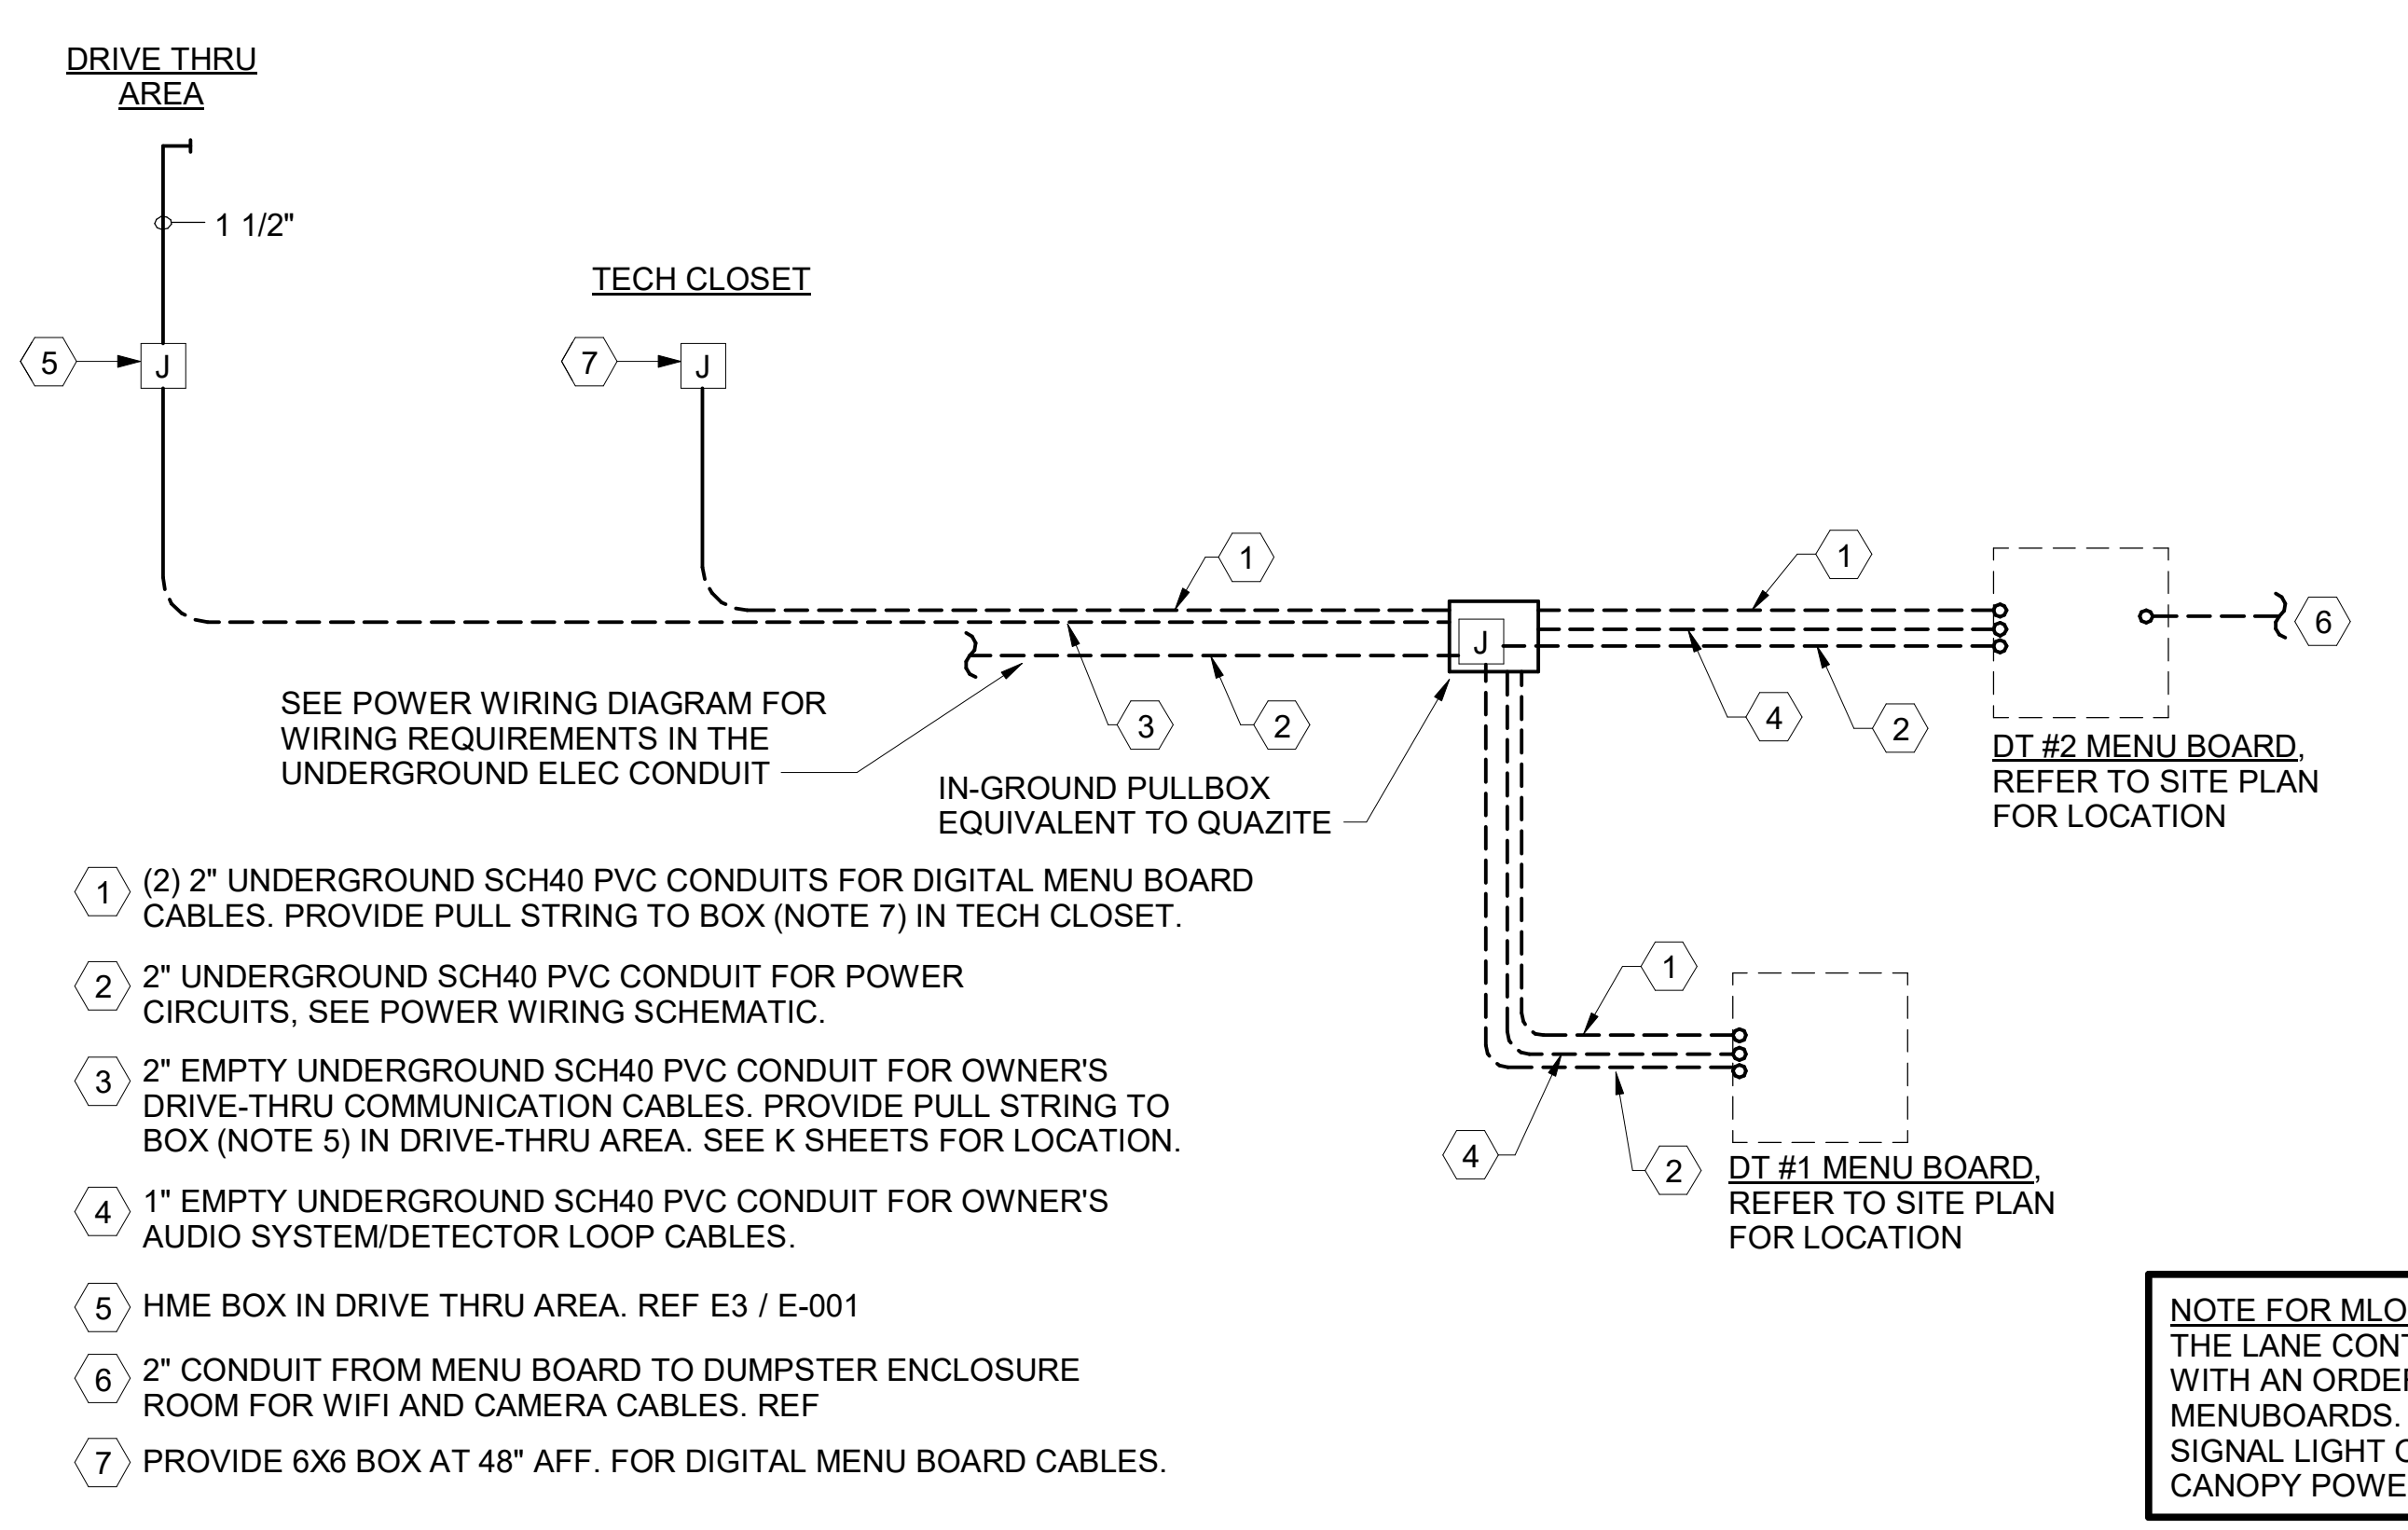 DRIVE THRU
AREA
1 1/2"
TECH CLOSET
5
J
7
J
1
1
6
J
3
2
4
2
SEE POWER WIRING DIAGRAM FOR
WIRING REQUIREMENTS IN THE
UNDERGROUND ELEC CONDUIT
IN-GROUND PULLBOX
EQUIVALENT TO QUAZITE
DT #2 MENU BOARD,
REFER TO SITE PLAN
FOR LOCATION
1
4
2
DT #1 MENU BOARD,
REFER TO SITE PLAN
FOR LOCATION
1 (2) 2" UNDERGROUND SCH40 PVC CONDUITS FOR DIGITAL MENU BOARD
CABLES. PROVIDE PULL STRING TO BOX (NOTE 7) IN TECH CLOSET.
2 2" UNDERGROUND SCH40 PVC CONDUIT FOR POWER
CIRCUITS, SEE POWER WIRING SCHEMATIC.
3 2" EMPTY UNDERGROUND SCH40 PVC CONDUIT FOR OWNER'S
DRIVE-THRU COMMUNICATION CABLES. PROVIDE PULL STRING TO
BOX (NOTE 5) IN DRIVE-THRU AREA. SEE K SHEETS FOR LOCATION.
4 1" EMPTY UNDERGROUND SCH40 PVC CONDUIT FOR OWNER'S
AUDIO SYSTEM/DETECTOR LOOP CABLES.
5 HME BOX IN DRIVE THRU AREA. REF E3 / E-001
6 2" CONDUIT FROM MENU BOARD TO DUMPSTER ENCLOSURE
ROOM FOR WIFI AND CAMERA CABLES. REF
7 PROVIDE 6X6 BOX AT 48" AFF. FOR DIGITAL MENU BOARD CABLES.
NOTE FOR MLO
THE LANE CON
WITH AN ORDE
MENUBOARDS.
SIGNAL LIGHT
CANOPY POWE